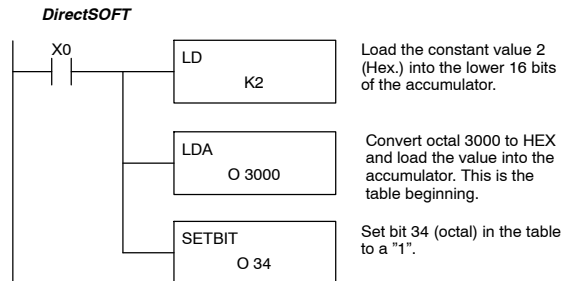 DirectSOFT
X0
LD
K2
Load the constant value 2
(Hex.) into the lower 16 bits
of the accumulator.
LDA
O 3000
Convert octal 3000 to HEX
and load the value into the
accumulator. This is the
table beginning.
SETBIT
O 34
Set bit 34 (octal) in the table
to a ”1”.